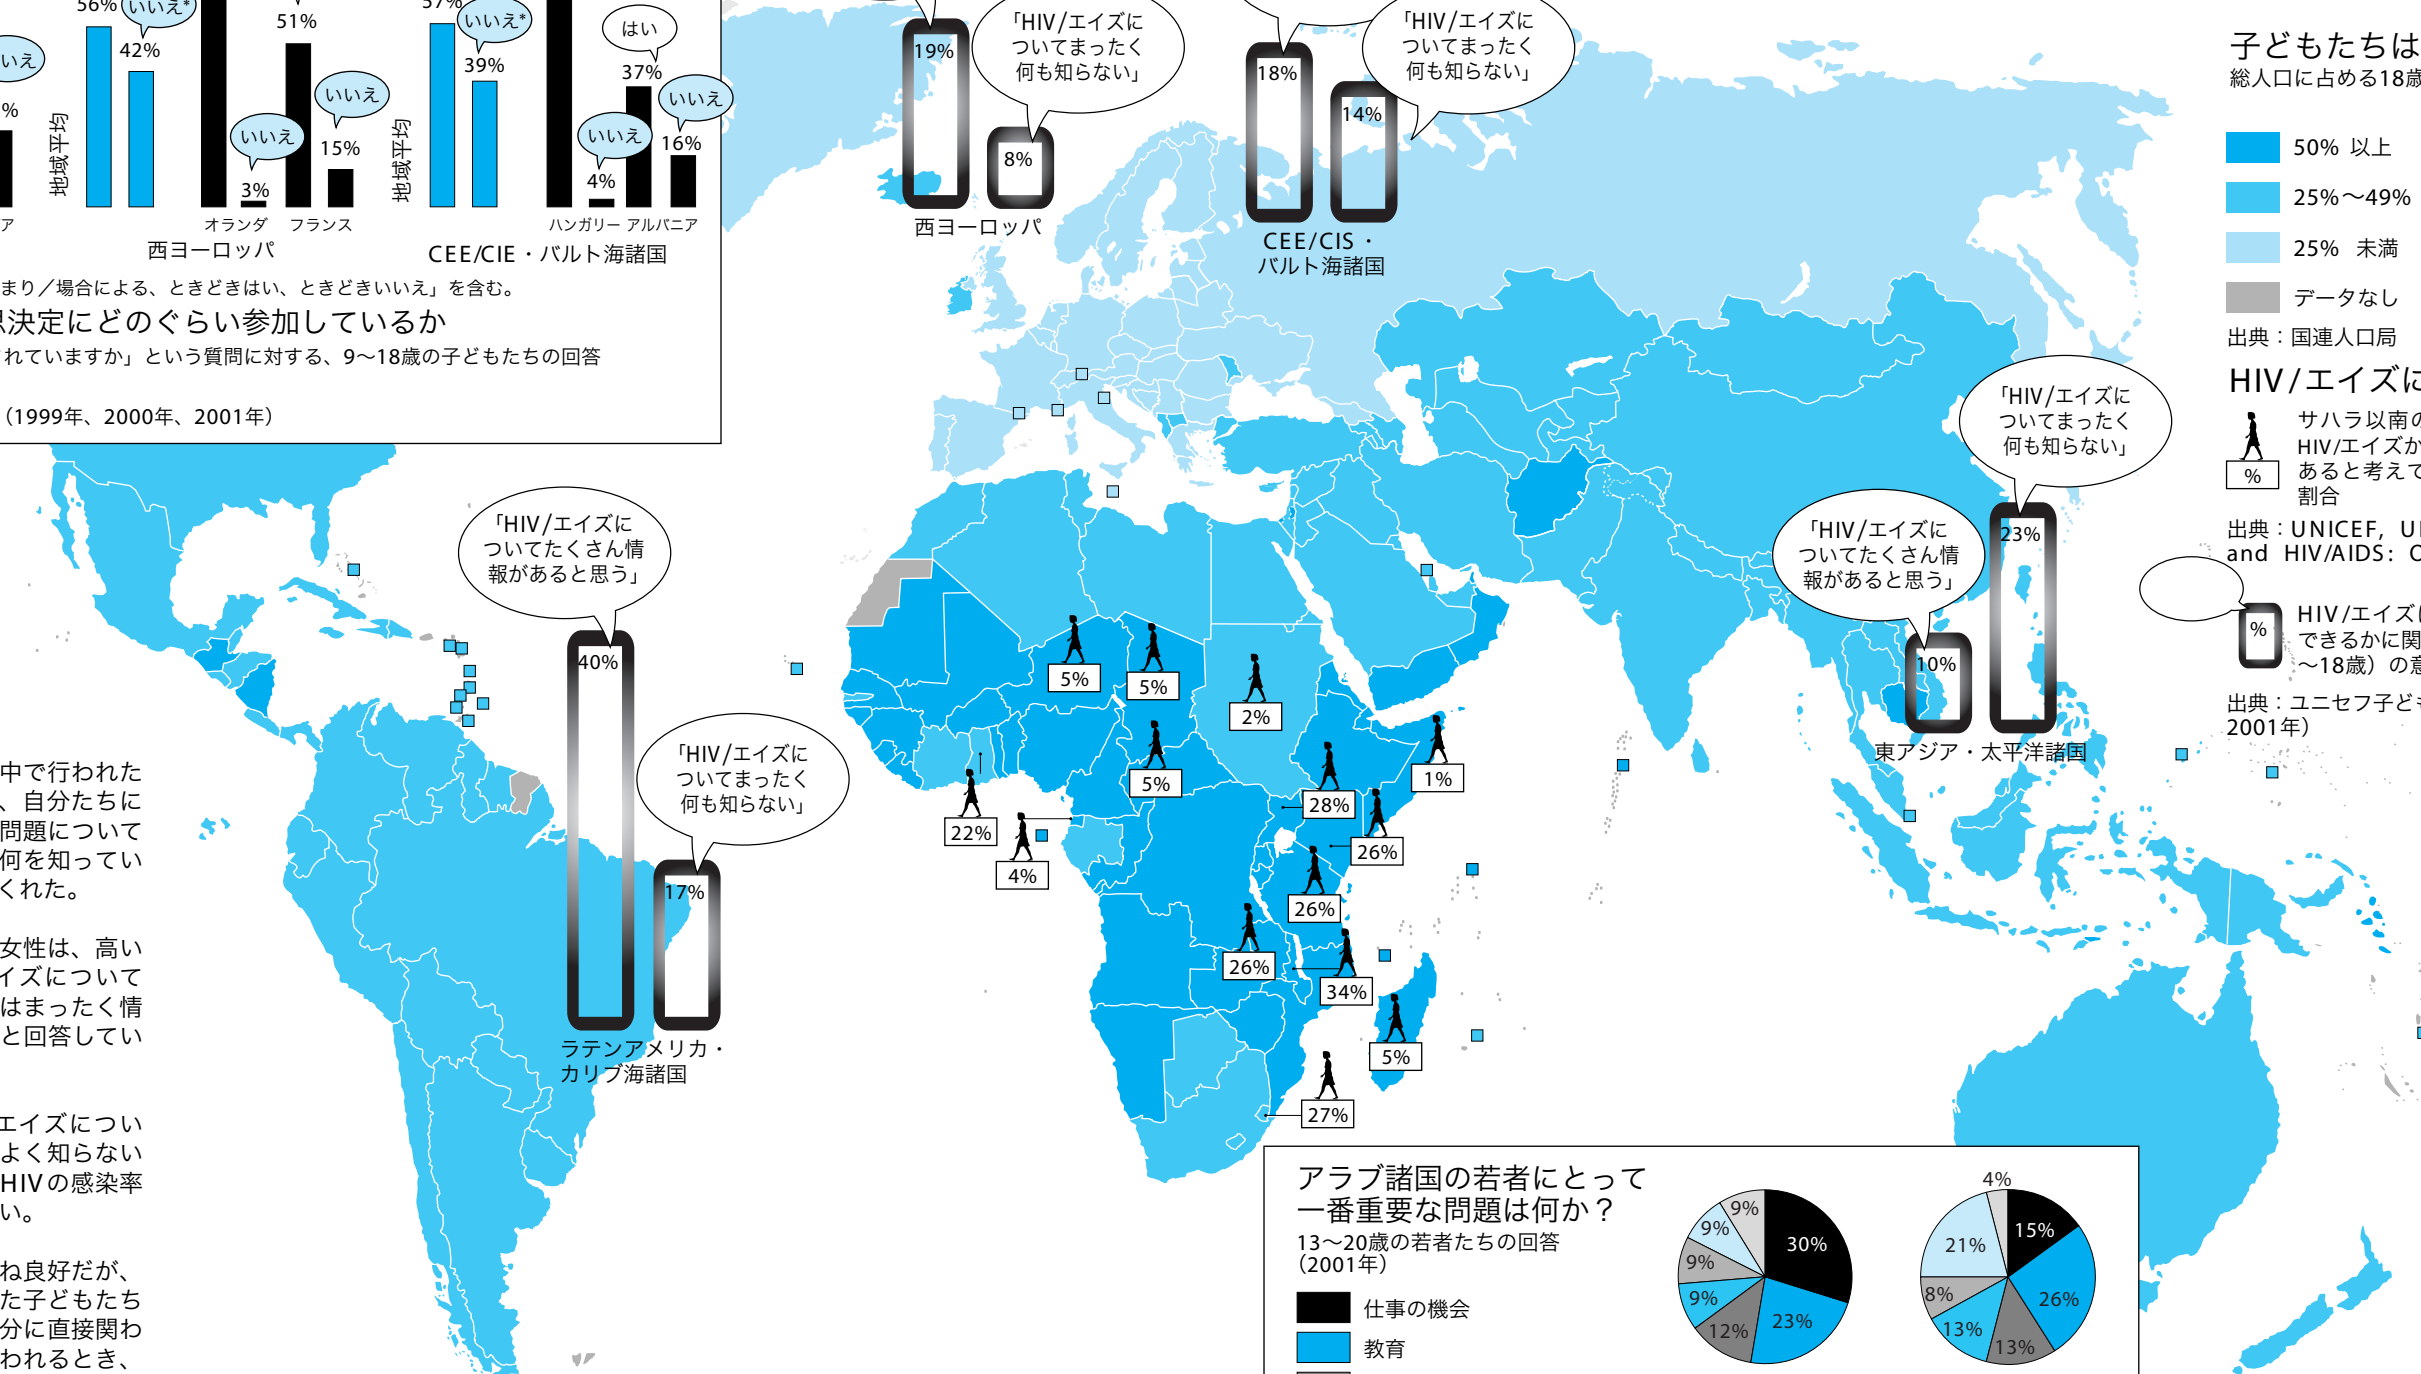 56%
いいえ*
42%
51%
いいえ
3%
いいえ
15%
いえ
%
ア
地域平均
オランダ
フランス
西ヨーロッパ
57%
いいえ*
39%
はい
37%
いいえ
4%
いいえ
16%
地域平均
ハンガリー
アルバニア
CEE/CIE・バルト海諸国
まり／場合による、ときどきはい、ときどきいいえ」を含む。
決定にどのぐらい参加しているか
れていますか」という質問に対する、9〜18歳の子どもたちの回答
（1999年、2000年、2001年）
19%
「HIV/エイズに
ついてまったく
何も知らない」
8%
西ヨーロッパ
18%
「HIV/エイズに
ついてまったく
何も知らない」
14%
CEE/CIS・
バルト海諸国
子どもたちは
総人口に占める18歳
50% 以上
25%〜49%
25% 未満
データなし
出典：国連人口局
HIV/エイズに
サハラ以南の
HIV/エイズか
あると考えて
割合
%
出典：UNICEF, U
and HIV/AIDS: O
%
HIV/エイズに
できるかに関
〜18歳）の意
出典：ユニセフ子ども
2001年）
「HIV/エイズに
ついてまったく
何も知らない」
23%
「HIV/エイズに
ついてたくさん情
報があると思う」
10%
東アジア・太平洋諸国
「HIV/エイズに
ついてたくさん情
報があると思う」
40%
「HIV/エイズに
ついてまったく
何も知らない」
17%
ラテンアメリカ・
カリブ海諸国
5%
5%
2%
5%
1%
28%
22%
26%
4%
26%
26%
34%
5%
27%
中で行われた
、自分たちに
問題について
何を知ってい
くれた。
女性は、高い
イズについて
はまったく情
と回答してい
エイズについ
よく知らない
HIVの感染率
い。
ね良好だが、
た子どもたち
分に直接関わ
われるとき、
アラブ諸国の若者にとって
一番重要な問題は何か？
13〜20歳の若者たちの回答
（2001年）
仕事の機会
教育
9%
9%
9%
9%
12%
23%
30%
4%
21%
8%
13%
13%
26%
15%